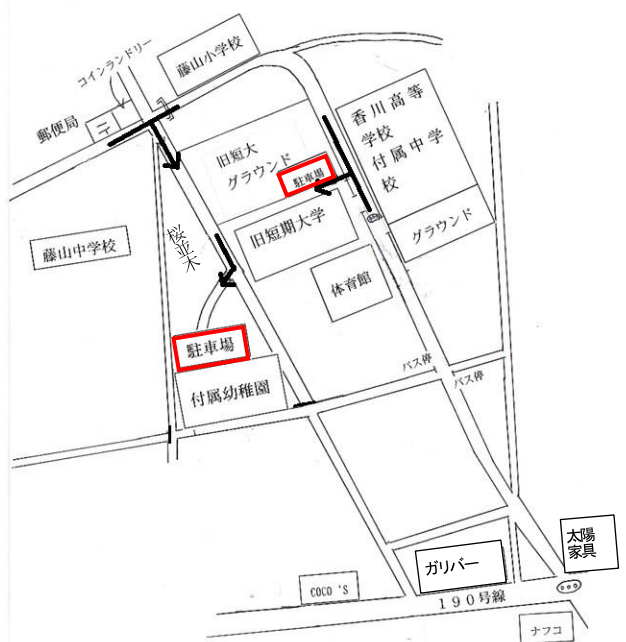 コインランドリー
藤山小学校
郵便局
〒
香川高等
学校
付属中学
校
旧短大
グラウンド
駐車場
旧短期大学
グラウンド
桜並木
藤山中学校
体育館
駐車場
付属幼稚園
バス停
バス停
太陽
家具
ガリバー
COCO'S
190号線
ナフコ